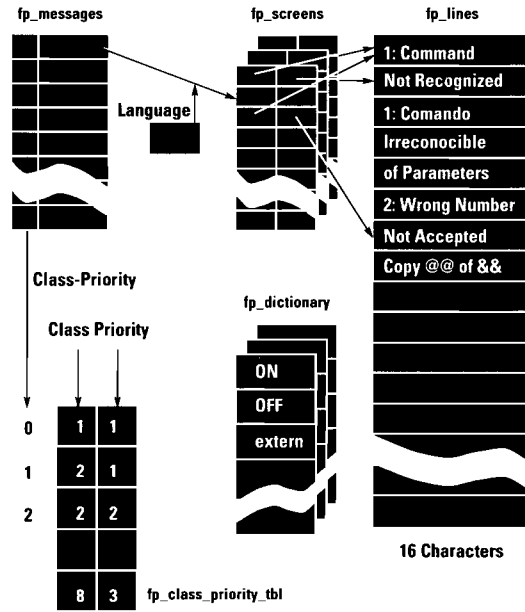 fp_messages
fp_screens
fp_lines
Language
1: Command
Not Recognized
1: Comando
Irreconocible
of Parameters
2: Wrong Number
Not Accepted
Copy @@ of &&
Class-Priority
Class Priority
0 1 1
1 2 1
2 2 2
8 3
fp_class_priority_tbl
fp_dictionary
ON
OFF
extern
16 Characters